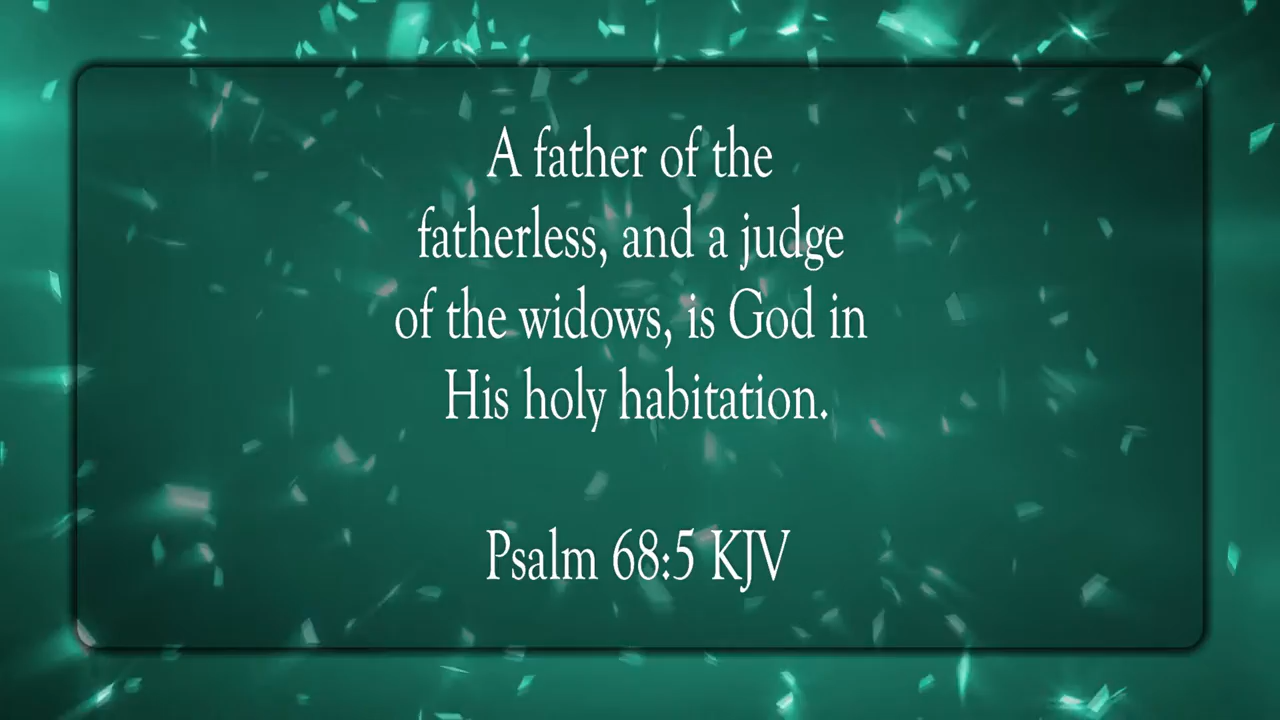 A father of the
fatherless, and a judge
of the widows, is God in
His holy habitation.
Psalm 68:5 KJV